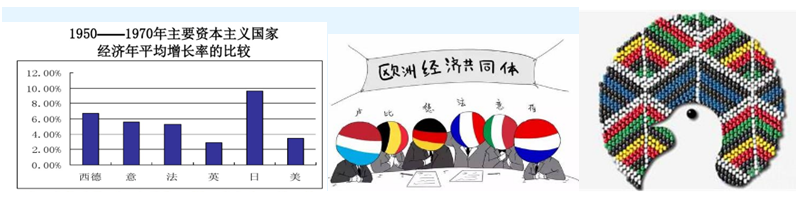 1950——1970年主要资本主义国家
经济年平均增长率的比较
12.00%
10.00%
8.00%
6.00%
4.00%
2.00%
0.00%
西德 意 法 英 日 美
欧洲经济共同体
卢 比 德 法 意 荷